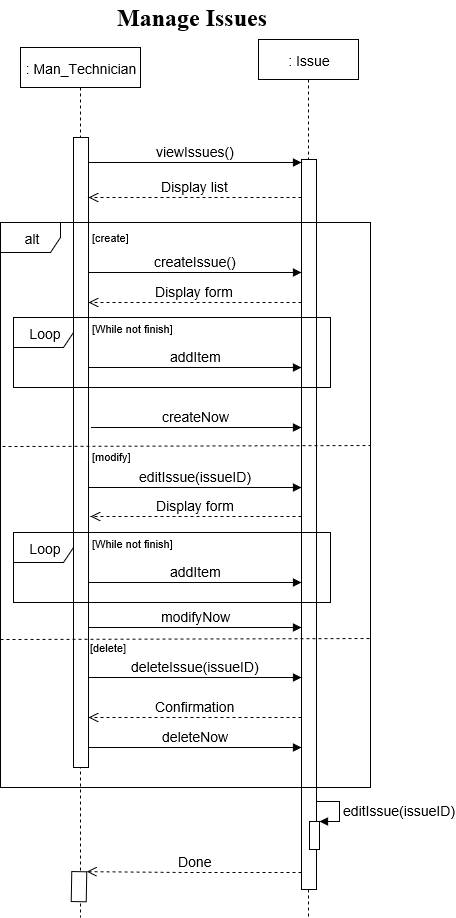 Manage Issues
: Man_Technician
: Issue
viewIssues()
Display list
alt
[create]
createIssue()
Display form
Loop
[While not finish]
addItem
createNow
[modify]
editIssue(issueID)
Display form
Loop
[While not finish]
addItem
modifyNow
[delete]
deleteIssue(issueID)
Confirmation
deleteNow
editIssue(issueID)
Done